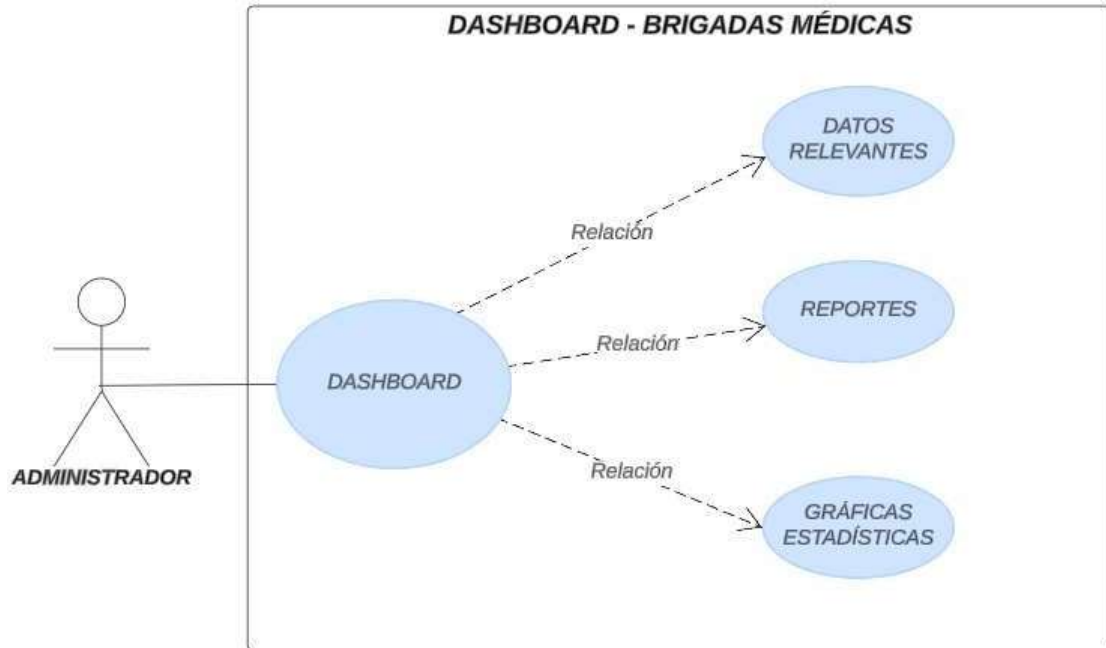 DASHBOARD - BRIGADAS MÉDICAS
DATOS
RELEVANTES
Relación
REPORTES
Relación
DASHBOARD
ADMINISTRADOR
Relación
GRÁFICAS
ESTADÍSTICAS